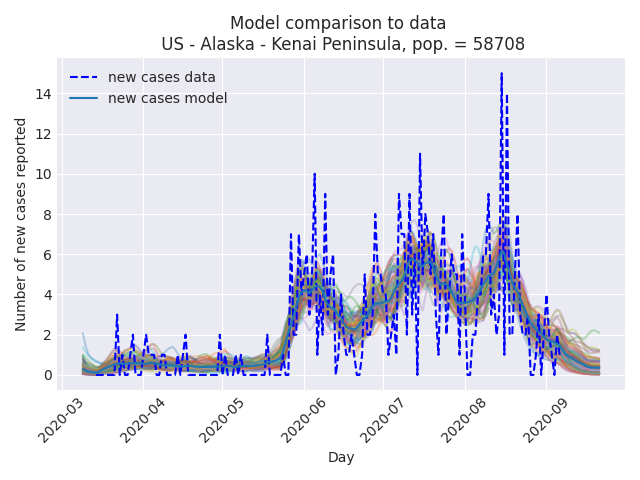 Model comparison to data
US - Alaska - Kenai Peninsula, pop. = 58708
new cases data
new cases model
Number of new cases reported
14
12
10
8
6
4
2
0
2020-03
2020-04
2020-05
2020-06
2020-07
2020-08
2020-09
Day